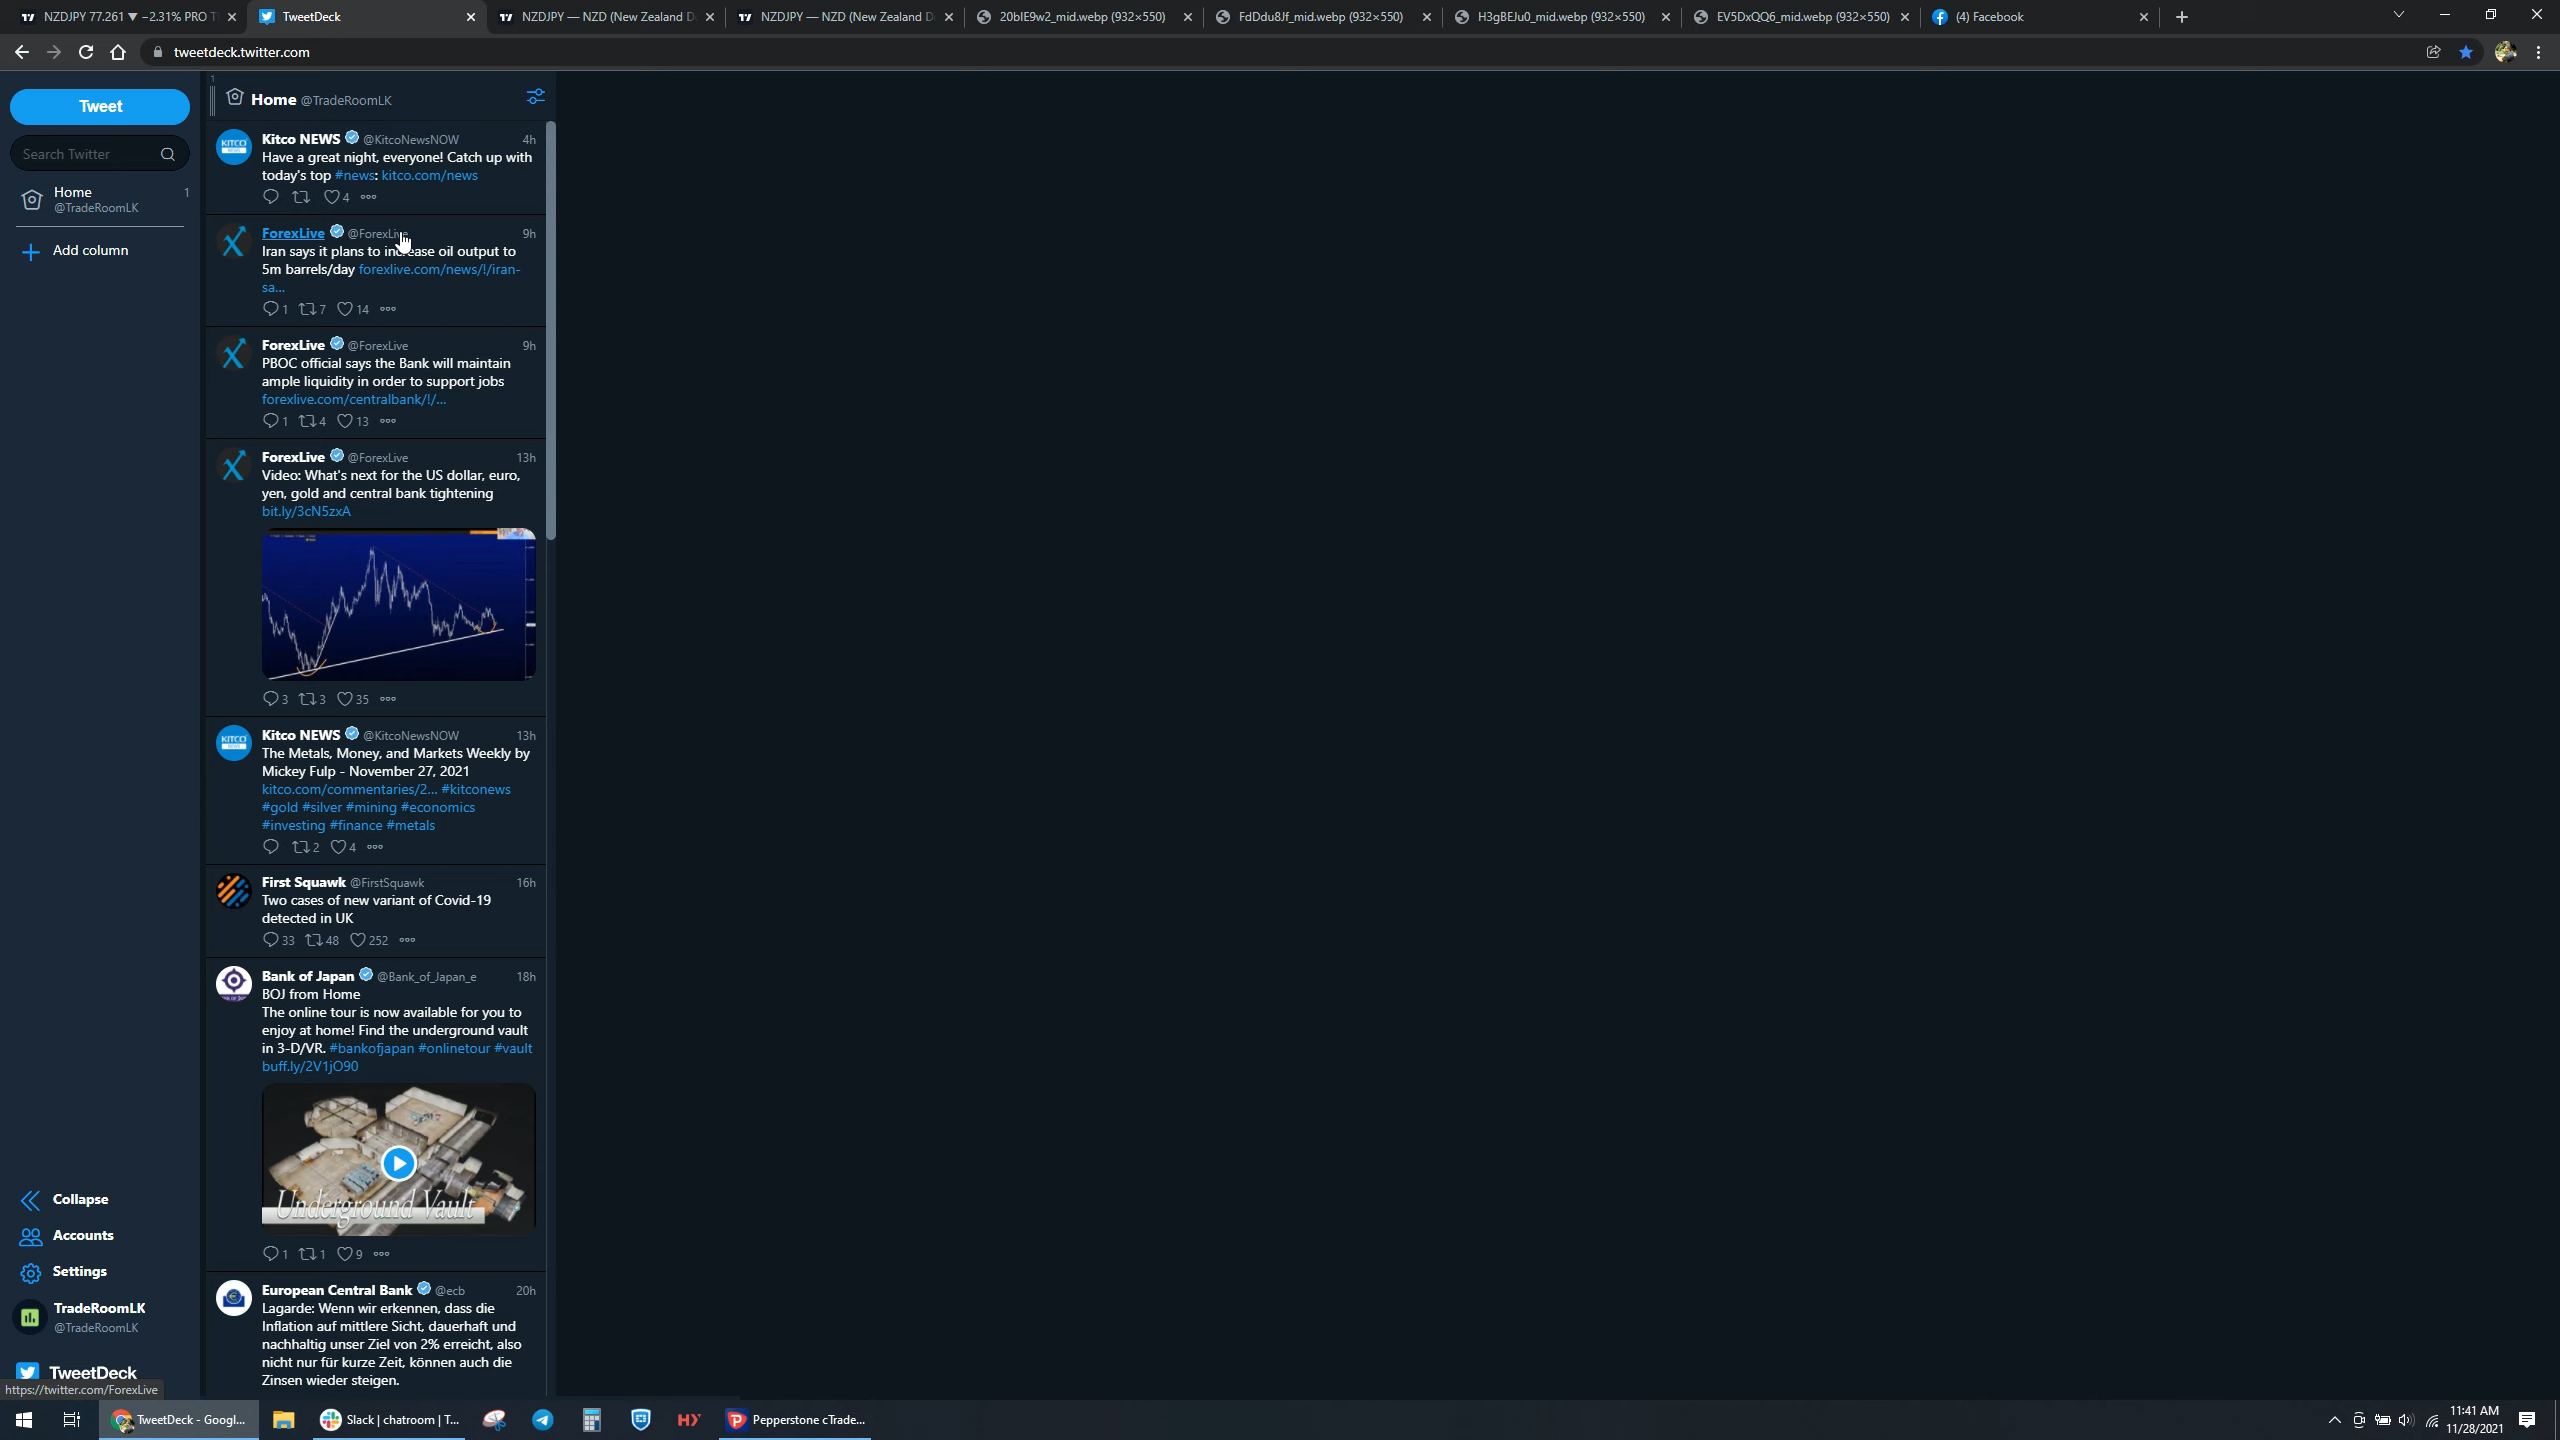 NZDJPY 77.261 ▼ −2.31% PRO T
TweetDeck
NZDJPY — NZD (New Zealand D
NZDJPY — NZD (New Zealand D
20blE9w2_mid.webp (932×550)
FdDdu8Jf_mid.webp (932×550)
H3gBEJu0_mid.webp (932×550)
EV5DxQQ6_mid.webp (932×550)
(4) Facebook
tweetdeck.twitter.com
Tweet
Search Twitter
Home 1
@TradeRoomLK
Add column
1
Home @TradeRoomLK
Kitco NEWS @KitcoNewsNOW 4h
Have a great night, everyone! Catch up with
today's top #news: kitco.com/news
4
ForexLive @ForexLive 9h
Iran says it plans to increase oil output to
5m barrels/day forexlive.com/news/!/iran-
sa...
1 7 14
ForexLive @ForexLive 9h
PBOC official says the Bank will maintain
ample liquidity in order to support jobs
forexlive.com/centralbank/!/...
1 4 13
ForexLive @ForexLive 13h
Video: What's next for the US dollar, euro,
yen, gold and central bank tightening
bit.ly/3cN5zxA
3 3 35
Kitco NEWS @KitcoNewsNOW 13h
The Metals, Money, and Markets Weekly by
Mickey Fulp - November 27, 2021
kitco.com/commentaries/2... #kitconews
#gold #silver #mining #economics
#investing #finance #metals
2 4
First Squawk @FirstSquawk 16h
Two cases of new variant of Covid-19
detected in UK
33 48 252
Bank of Japan @Bank_of_Japan_e 18h
BOJ from Home
The online tour is now available for you to
enjoy at home! Find the underground vault
in 3-D/VR. #bankofjapan #onlinetour #vault
buff.ly/2V1jO90
Underground Vault
1 1 9
European Central Bank @ecb 20h
Lagarde: Wenn wir erkennen, dass die
Inflation auf mittlere Sicht, dauerhaft und
nachhaltig unser Ziel von 2% erreicht, also
nicht nur für kurze Zeit, können auch die
Zinsen wieder steigen.
Collapse
Accounts
Settings
TradeRoomLK
@TradeRoomLK
TweetDeck
https://twitter.com/ForexLive
TweetDeck - Googl...
Slack | chatroom | T...
HY
Pepperstone cTrade...
11:41 AM
11/28/2021